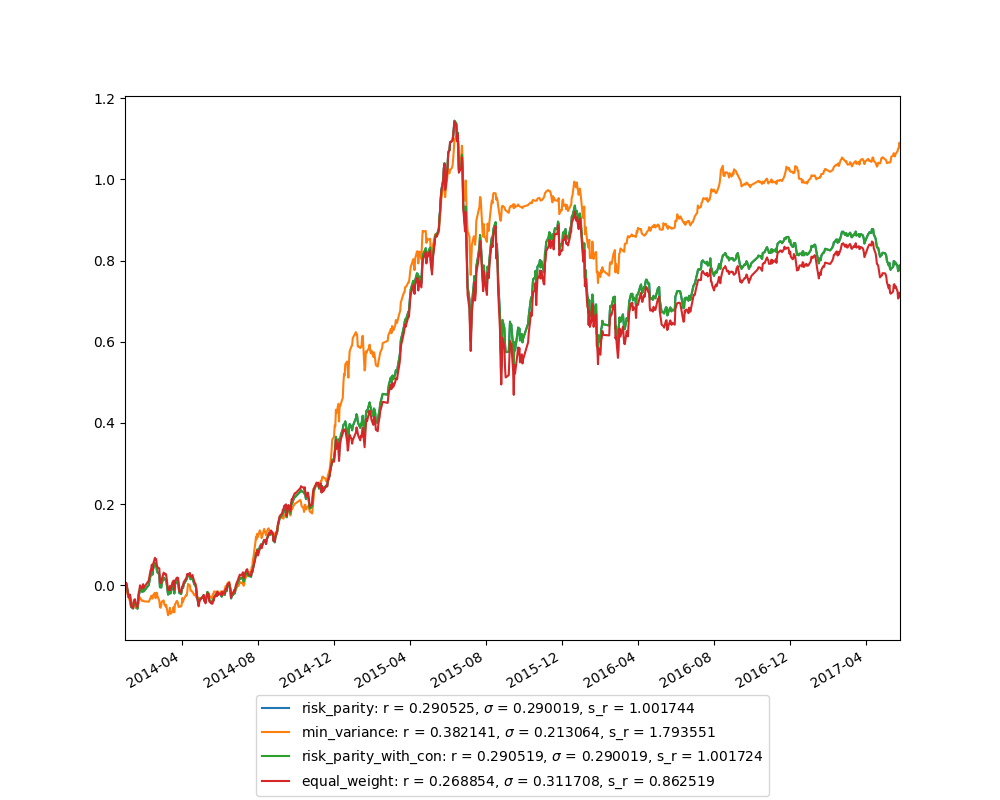 1.2
1.0
0.8
0.6
0.4
0.2
0.0
2014-04 2014-08 2014-12 2015-04 2015-08 2015-12 2016-04 2016-08 2016-12 2017-04
risk_parity: r = 0.290525, σ = 0.290019, s_r = 1.001744
min_variance: r = 0.382141, σ = 0.213064, s_r = 1.793551
risk_parity_with_con: r = 0.290519, σ = 0.290019, s_r = 1.001724
equal_weight: r = 0.268854, σ = 0.311708, s_r = 0.862519